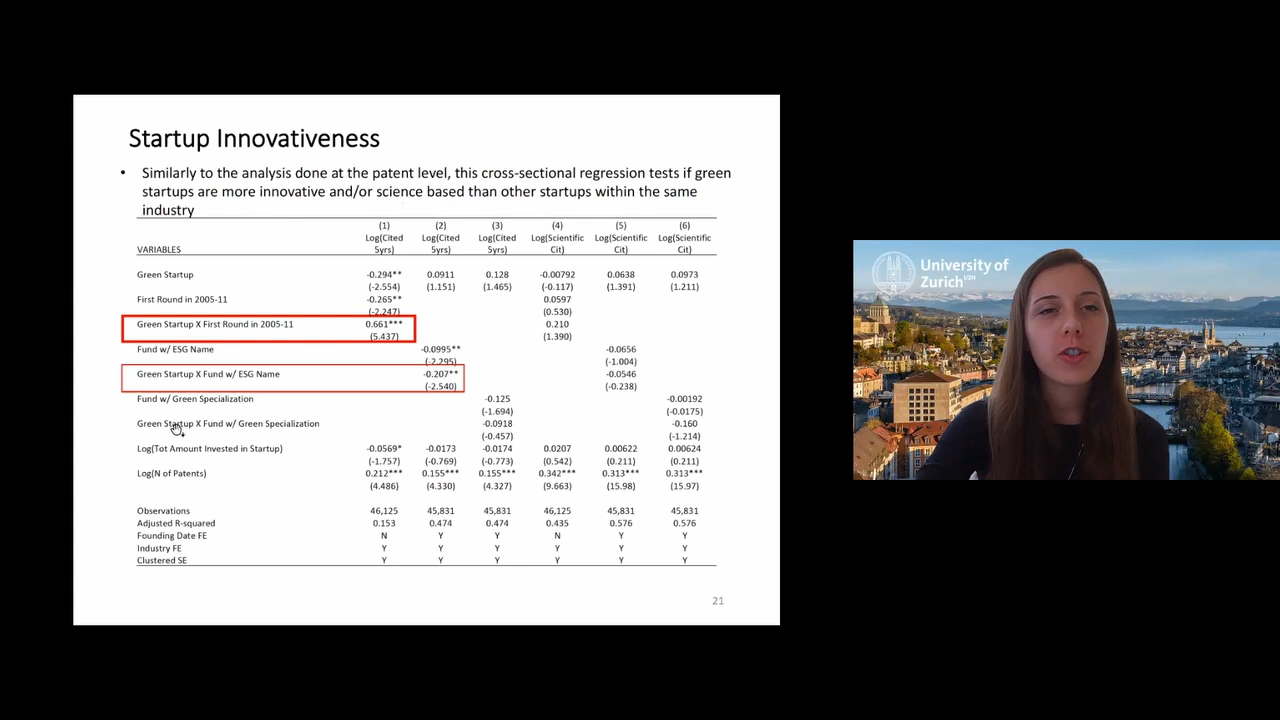 Startup Innovativeness
• Similarly to the analysis done at the patent level, this cross-sectional regression tests if green
startups are more innovative and/or science based than other startups within the same
industry
(1) (2) (3) (4) (5) (6)
Log(Cited Log(Cited Log(Cited Log(Scientific Log(Scientific Log(Scientific
VARIABLES 5yrs) 5yrs) 5yrs) Cit) Cit) Cit)
Green Startup -0.294** 0.0911 0.128 -0.00792 0.0638 0.0973
(-2.554) (1.151) (1.465) (-0.117) (1.391) (1.211)
First Round in 2005-11 -0.265** 0.0597
(-2.247) (0.530)
Green Startup X First Round in 2005-11 0.661*** 0.210
(5.437) (1.390)
Fund w/ ESG Name -0.0995** -0.0656
(-2.295) (-1.004)
Green Startup X Fund w/ ESG Name -0.207** -0.0546
(-2.540) (-0.238)
Fund w/ Green Specialization -0.125 -0.00192
(-1.694) (-0.0175)
Green Startup X Fund w/ Green Specialization -0.0918 -0.160
(-0.457) (-1.214)
Log(Tot Amount Invested in Startup) -0.0569* -0.0173 -0.0174 0.0207 0.00622 0.00624
(-1.757) (-0.769) (-0.773) (0.542) (0.211) (0.211)
Log(N of Patents) 0.212*** 0.155*** 0.155*** 0.342*** 0.313*** 0.313***
(4.486) (4.330) (4.327) (9.663) (15.98) (15.97)
Observations 46,125 45,831 45,831 46,125 45,831 45,831
Adjusted R-squared 0.153 0.474 0.474 0.435 0.576 0.576
Founding Date FE N Y Y N Y Y
Industry FE Y Y Y Y Y Y
Clustered SE Y Y Y Y Y Y
21
University of
Zurich UZH